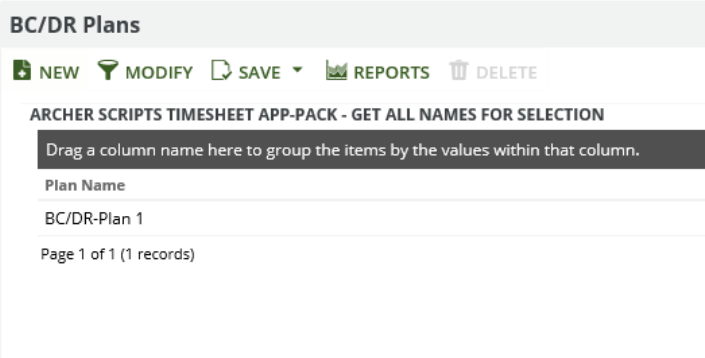 BC/DR Plans
NEW MODIFY SAVE REPORTS DELETE
ARCHER SCRIPTS TIMESHEET APP-PACK - GET ALL NAMES FOR SELECTION
Drag a column name here to group the items by the values within that column.
Plan Name
BC/DR-Plan 1
Page 1 of 1 (1 records)